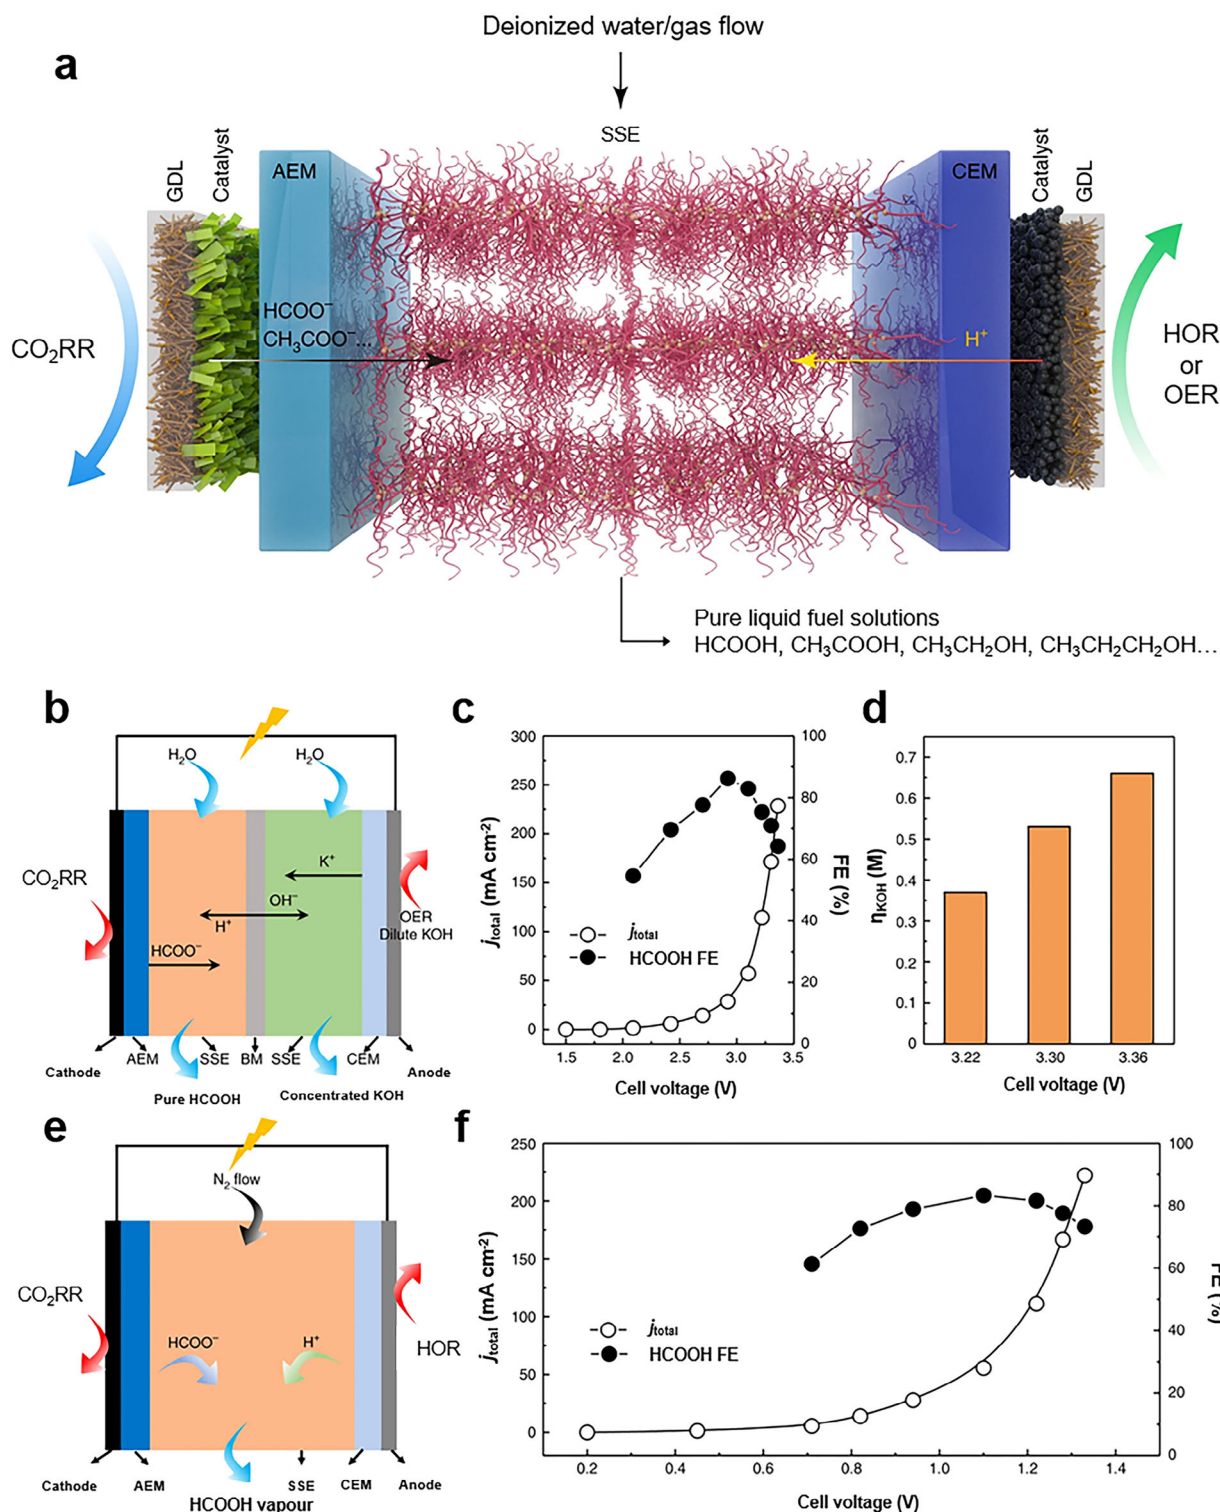 Deionized water/gas flow
a
SSE
GDL
Catalyst
AEM
CEM
Catalyst
GDL
HCOO⁻
CH₃COO⁻...
H⁺
CO₂RR
HOR
or
OER
Pure liquid fuel solutions
HCOOH, CH₃COOH, CH₃CH₂OH, CH₃CH₂CH₂OH...
b
H₂O
H₂O
K⁺
CO₂RR
OH⁻
H⁺
OER
Dilute KOH
HCOO⁻
AEM
SSE
BM
SSE
CEM
Cathode
Anode
Pure HCOOH
Concentrated KOH
c
300
250
200
150
100
50
0
j_total (mA cm⁻²)
100
80
60
40
20
0
FE (%)
j_total
HCOOH FE
1.5
2.0
2.5
3.0
3.5
Cell voltage (V)
d
0.7
0.6
0.5
0.4
0.3
0.2
0.1
0
η_KOH (M)
3.22
3.30
3.36
Cell voltage (V)
e
N₂ flow
CO₂RR
HCOO⁻
H⁺
HOR
Cathode
AEM
SSE
CEM
Anode
HCOOH vapour
f
250
200
150
100
50
0
j_total (mA cm⁻²)
100
80
60
40
20
0
FE (%)
j_total
HCOOH FE
0.2
0.4
0.6
0.8
1.0
1.2
1.4
Cell voltage (V)